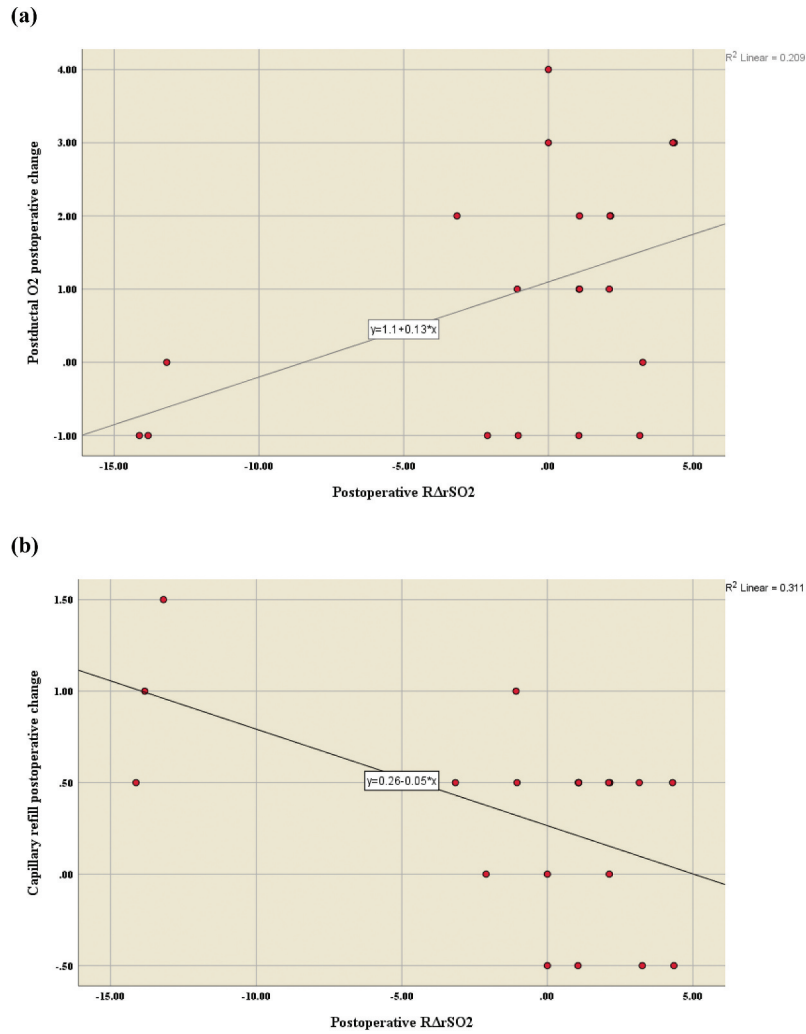 (a)
R2 Linear = 0.209
4.00
3.00
2.00
1.00
.00
-1.00
Postductal O2 postoperative change
y=1.1+0.13*x
-15.00 -10.00 -5.00 .00 5.00
Postoperative RΔrSO2
(b)
R2 Linear = 0.311
1.50
1.00
.50
.00
-.50
Capillary refill postoperative change
y=0.26-0.05*x
-15.00 -10.00 -5.00 .00 5.00
Postoperative RΔrSO2